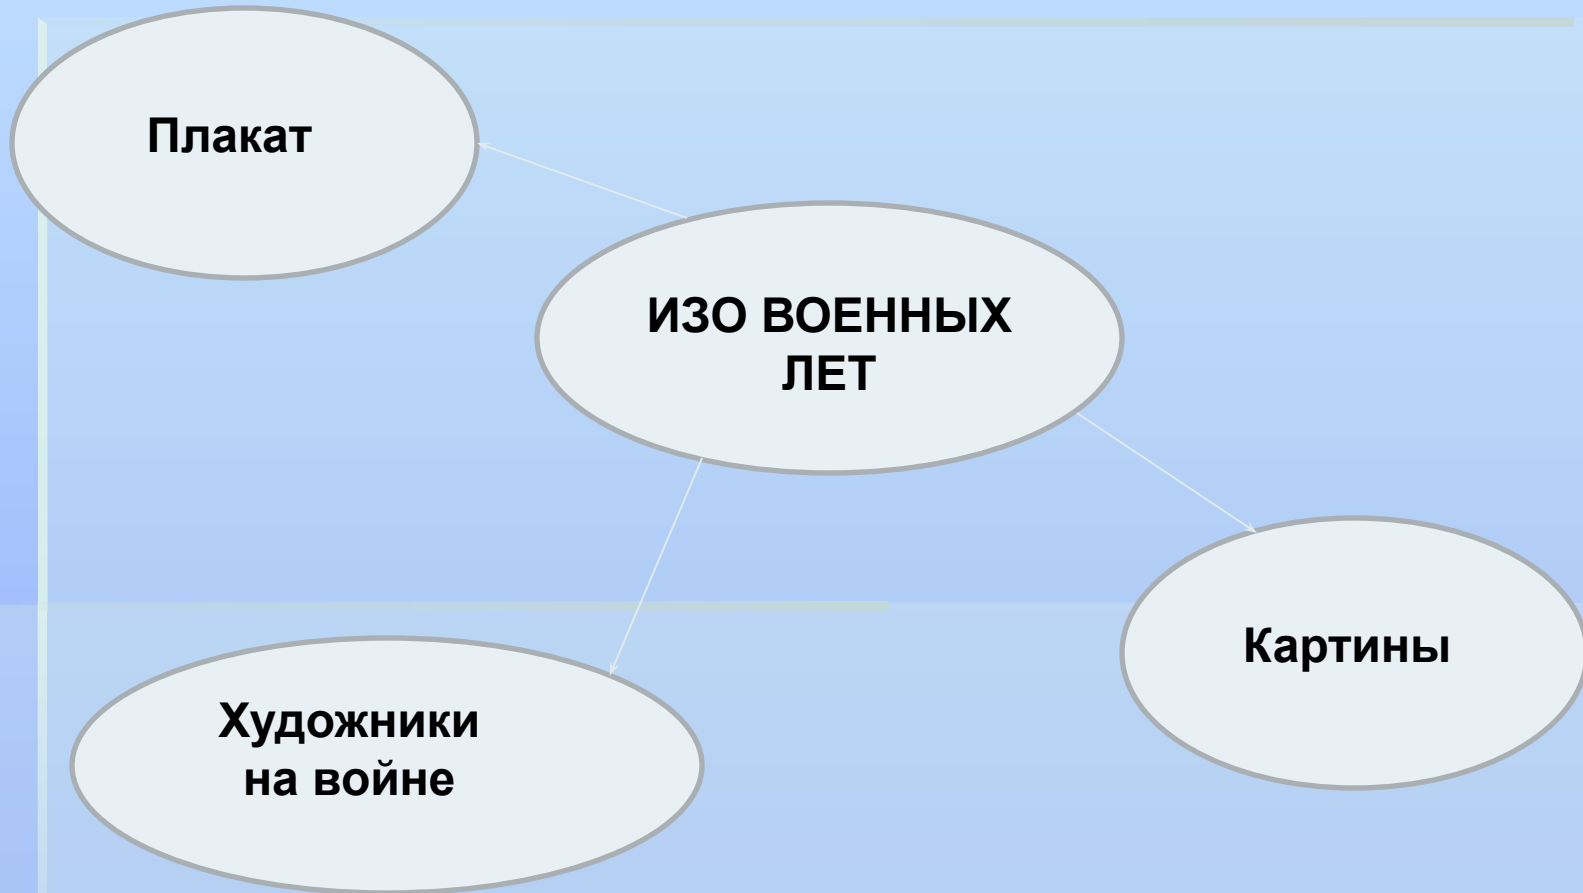 Плакат
ИЗО ВОЕННЫХ
ЛЕТ
Картины
Художники
на войне